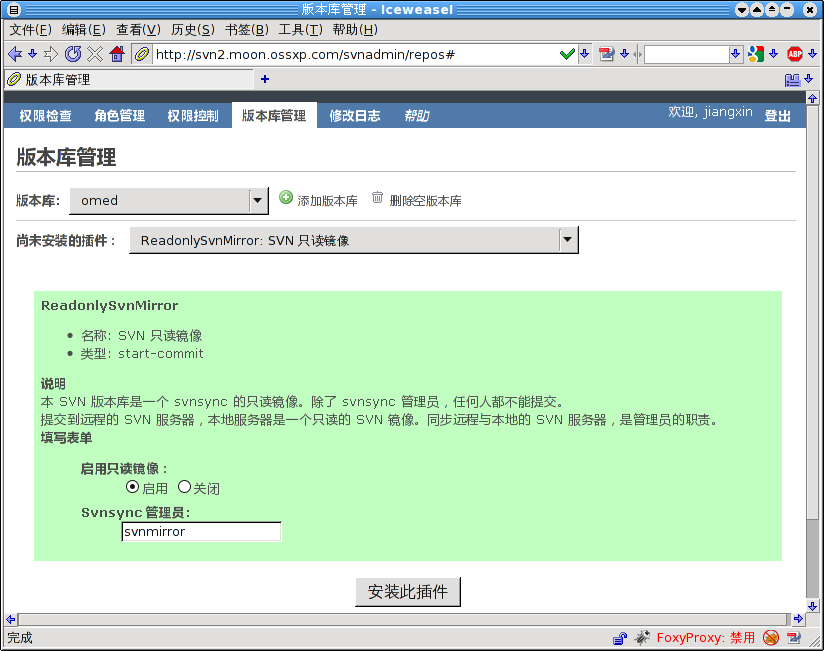 版本库管理 - Iceweasel
文件(F) 编辑(E) 查看(V) 历史(S) 书签(B) 工具(T) 帮助(H)
http://svn2.moon.ossxp.com/svnadmin/repos# ABP
版本库管理 +
权限检查 角色管理 权限控制 版本库管理 修改日志 帮助 欢迎, jiangxin 登出
版本库管理
版本库: omed 添加版本库 删除空版本库
尚未安装的插件： ReadonlySvnMirror: SVN 只读镜像
ReadonlySvnMirror
• 名称: SVN 只读镜像
• 类型: start-commit
说明
本 SVN 版本库是一个 svnsync 的只读镜像。除了 svnsync 管理员，任何人都不能提交。
提交到远程的 SVN 服务器，本地服务器是一个只读的 SVN 镜像。同步远程与本地的 SVN 服务器，是管理员的职责。
填写表单
启用只读镜像：
启用 关闭
Svnsync 管理员:
svnmirror
安装此插件
完成 FoxyProxy: 禁用